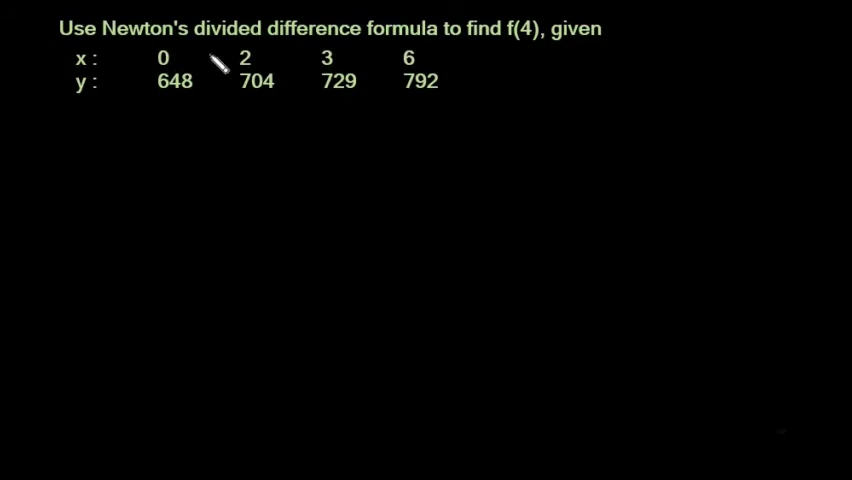 Use Newton's divided difference formula to find f(4), given
x : 0 2 3 6
y : 648 704 729 792